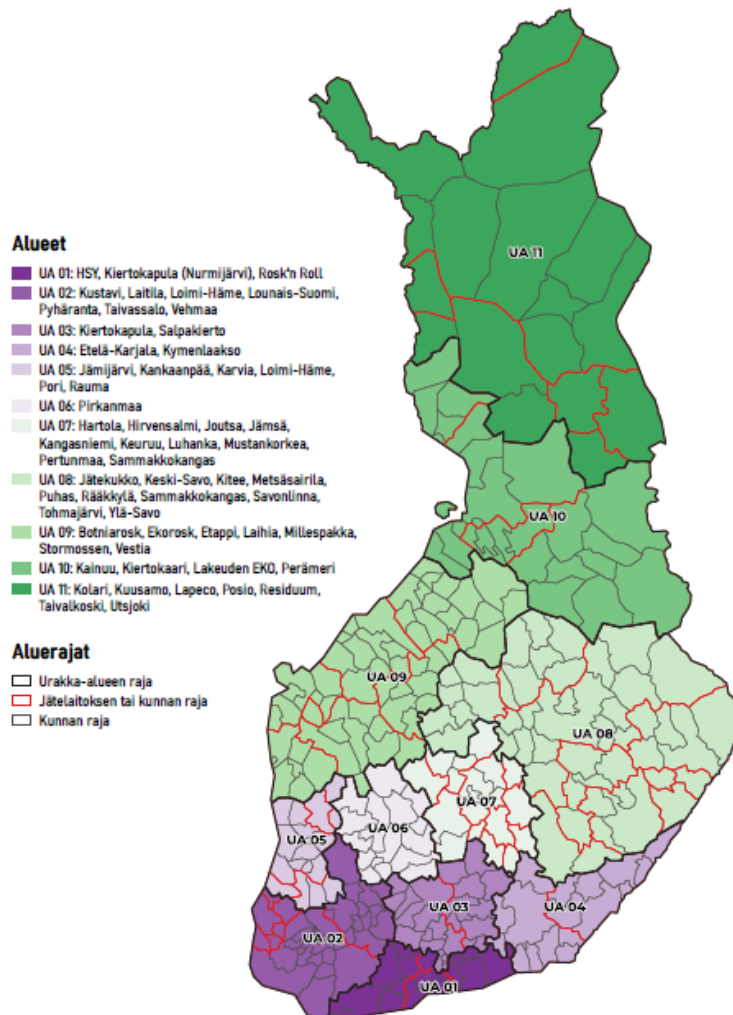 Alueet
UA 01: HSY, Kiertokapula (Nurmijärvi), Rosk'n Roll
UA 02: Kustavi, Laitila, Loimi-Häme, Lounais-Suomi,
Pyhäranta, Taivassalo, Vehmaa
UA 03: Kiertokapula, Salpakierto
UA 04: Etelä-Karjala, Kymenlaakso
UA 05: Jämijärvi, Kankaanpää, Karvia, Loimi-Häme,
Pori, Rauma
UA 06: Pirkanmaa
UA 07: Hartola, Hirvensalmi, Joutsa, Jämsä,
Kangasniemi, Keuruu, Luhanka, Mustankorkea,
Pertunmaa, Sammakkokangas
UA 08: Jätekukko, Keski-Savo, Kitee, Metsäsairila,
Puhas, Rääkkylä, Sammakkokangas, Savonlinna,
Tohmajärvi, Ylä-Savo
UA 09: Botniarosk, Ekorosk, Etappi, Laihia, Millespakka,
Stormossen, Vestia
UA 10: Kainuu, Kiertokaari, Lakeuden EKO, Perämeri
UA 11: Kolari, Kuusamo, Lapeco, Posio, Residuum,
Taivalkoski, Utsjoki
Aluerajat
Urakka-alueen raja
Jätelaitoksen tai kunnan raja
Kunnan raja
UA 11
UA 10
UA 09
UA 08
UA 07
UA 06
UA 05
UA 04
UA 03
UA 02
UA 01